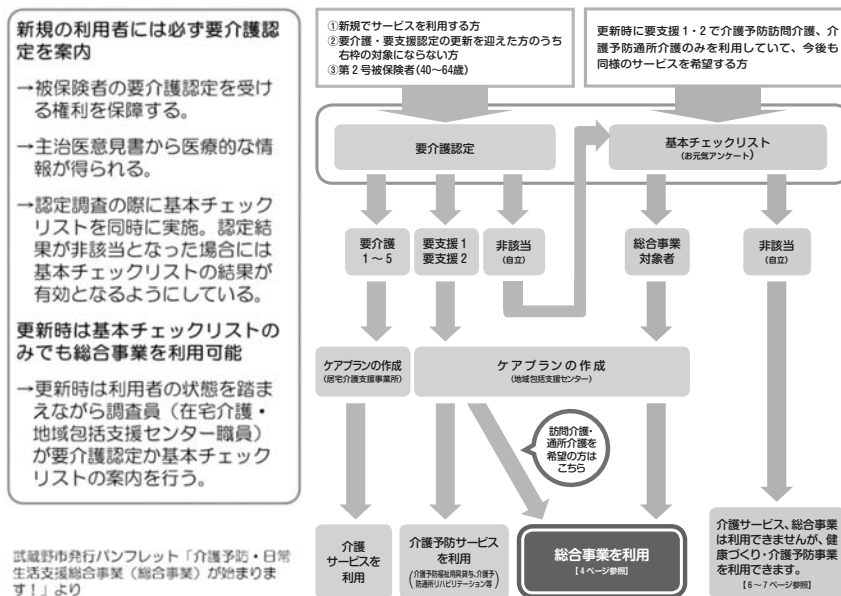 新規の利用者には必ず要介護認
定を案内
→被保険者の要介護認定を受け
る権利を保障する。
→主治医意見書から医療的な情
報が得られる。
→認定調査の際に基本チェック
リストを同時に実施。認定結
果が非該当となった場合には
基本チェックリストの結果が
有効となるようにしている。
更新時は基本チェックリストの
みでも総合事業を利用可能
→更新時は利用者の状態を踏ま
えながら調査員（在宅介護・
地域包括支援センター職員）
が要介護認定か基本チェック
リストの案内を行う。
武蔵野市発行パンフレット「介護予防・日常
生活支援総合事業（総合事業）が始まりま
す！」より
①新規でサービスを利用する方
②要介護・要支援認定の更新を迎えた方のうち
右枠の対象にならない方
③第2号被保険者(40～64歳)
更新時に要支援1・2で介護予防訪問介護、介
護予防通所介護のみを利用していて、今後も
同様のサービスを希望する方
要介護認定
基本チェックリスト
(お元気アンケート)
要介護
1～5
要支援1
要支援2
非該当
(自立)
総合事業
対象者
非該当
(自立)
ケアプランの作成
(居宅介護支援事業所)
ケアプランの作成
(地域包括支援センター)
訪問介護・
通所介護を
希望の方は
こちら
介護
サービスを
利用
介護予防サービス
を利用
(介護予防福祉用具貸与、介護予
防通所リハビリテーション等)
総合事業を利用
【4ページ参照】
介護サービス、総合事業
は利用できませんが、健
康づくり・介護予防事業
を利用できます。
【6～7ページ参照】